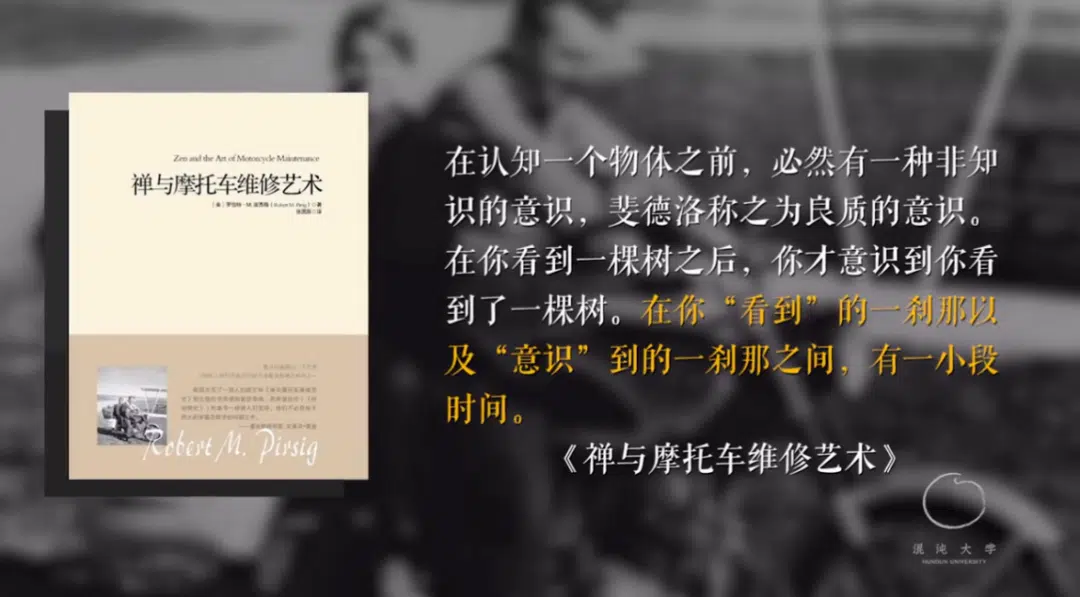 Zen and the Art of Motorcycle Maintenance
禅与摩托车维修艺术
[美] 罗伯特·M.波西格 (Robert M. Pirsig) ◎著
张国辰◎译
Robert M. Pirsig
在认知一个物体之前，必然有一种非知
识的意识，斐德洛称之为良质的意识。
在你看到一棵树之后，你才意识到你看
到了一棵树。在你“看到”的一刹那以
及“意识”到的一刹那之间，有一小段
时间。
《禅与摩托车维修艺术》
混沌大学
HUNDUN UNIVERSITY